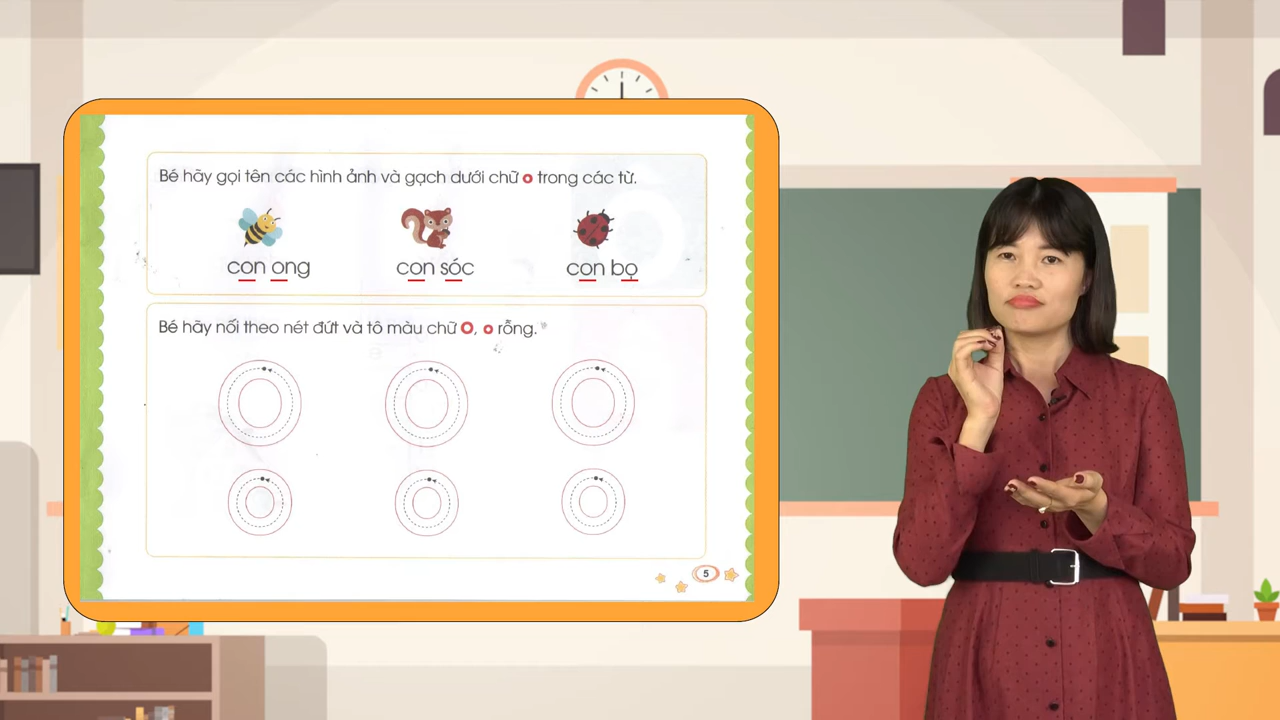 Bé hãy gọi tên các hình ảnh và gạch dưới chữ o trong các từ.
con ong
con sóc
con bọ
Bé hãy nối theo nét đứt và tô màu chữ O, o rỗng.
5